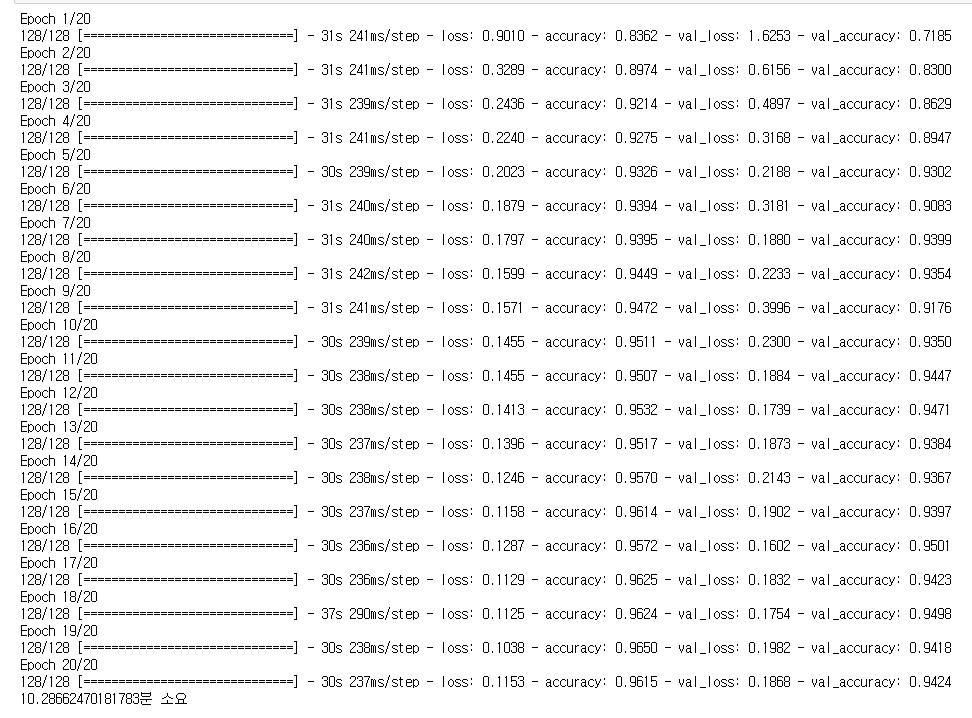 Epoch 1/20
128/128 [==============================] - 31s 241ms/step - loss: 0.9010 - accuracy: 0.8362 - val_loss: 1.6253 - val_accuracy: 0.7185
Epoch 2/20
128/128 [==============================] - 31s 241ms/step - loss: 0.3289 - accuracy: 0.8974 - val_loss: 0.6156 - val_accuracy: 0.8300
Epoch 3/20
128/128 [==============================] - 31s 239ms/step - loss: 0.2436 - accuracy: 0.9214 - val_loss: 0.4897 - val_accuracy: 0.8629
Epoch 4/20
128/128 [==============================] - 31s 241ms/step - loss: 0.2240 - accuracy: 0.9275 - val_loss: 0.3168 - val_accuracy: 0.8947
Epoch 5/20
128/128 [==============================] - 30s 239ms/step - loss: 0.2023 - accuracy: 0.9326 - val_loss: 0.2188 - val_accuracy: 0.9302
Epoch 6/20
128/128 [==============================] - 31s 240ms/step - loss: 0.1879 - accuracy: 0.9394 - val_loss: 0.3181 - val_accuracy: 0.9083
Epoch 7/20
128/128 [==============================] - 31s 240ms/step - loss: 0.1797 - accuracy: 0.9395 - val_loss: 0.1880 - val_accuracy: 0.9399
Epoch 8/20
128/128 [==============================] - 31s 242ms/step - loss: 0.1599 - accuracy: 0.9449 - val_loss: 0.2233 - val_accuracy: 0.9354
Epoch 9/20
128/128 [==============================] - 31s 241ms/step - loss: 0.1571 - accuracy: 0.9472 - val_loss: 0.3996 - val_accuracy: 0.9176
Epoch 10/20
128/128 [==============================] - 30s 239ms/step - loss: 0.1455 - accuracy: 0.9511 - val_loss: 0.2300 - val_accuracy: 0.9350
Epoch 11/20
128/128 [==============================] - 30s 238ms/step - loss: 0.1455 - accuracy: 0.9507 - val_loss: 0.1884 - val_accuracy: 0.9447
Epoch 12/20
128/128 [==============================] - 30s 238ms/step - loss: 0.1413 - accuracy: 0.9532 - val_loss: 0.1739 - val_accuracy: 0.9471
Epoch 13/20
128/128 [==============================] - 30s 237ms/step - loss: 0.1396 - accuracy: 0.9517 - val_loss: 0.1873 - val_accuracy: 0.9384
Epoch 14/20
128/128 [==============================] - 30s 238ms/step - loss: 0.1246 - accuracy: 0.9570 - val_loss: 0.2143 - val_accuracy: 0.9367
Epoch 15/20
128/128 [==============================] - 30s 237ms/step - loss: 0.1158 - accuracy: 0.9614 - val_loss: 0.1902 - val_accuracy: 0.9397
Epoch 16/20
128/128 [==============================] - 30s 236ms/step - loss: 0.1287 - accuracy: 0.9572 - val_loss: 0.1602 - val_accuracy: 0.9501
Epoch 17/20
128/128 [==============================] - 30s 236ms/step - loss: 0.1129 - accuracy: 0.9625 - val_loss: 0.1832 - val_accuracy: 0.9423
Epoch 18/20
128/128 [==============================] - 37s 290ms/step - loss: 0.1125 - accuracy: 0.9624 - val_loss: 0.1754 - val_accuracy: 0.9498
Epoch 19/20
128/128 [==============================] - 30s 238ms/step - loss: 0.1038 - accuracy: 0.9650 - val_loss: 0.1982 - val_accuracy: 0.9418
Epoch 20/20
128/128 [==============================] - 30s 237ms/step - loss: 0.1153 - accuracy: 0.9615 - val_loss: 0.1868 - val_accuracy: 0.9424
10.28662470181783분 소요